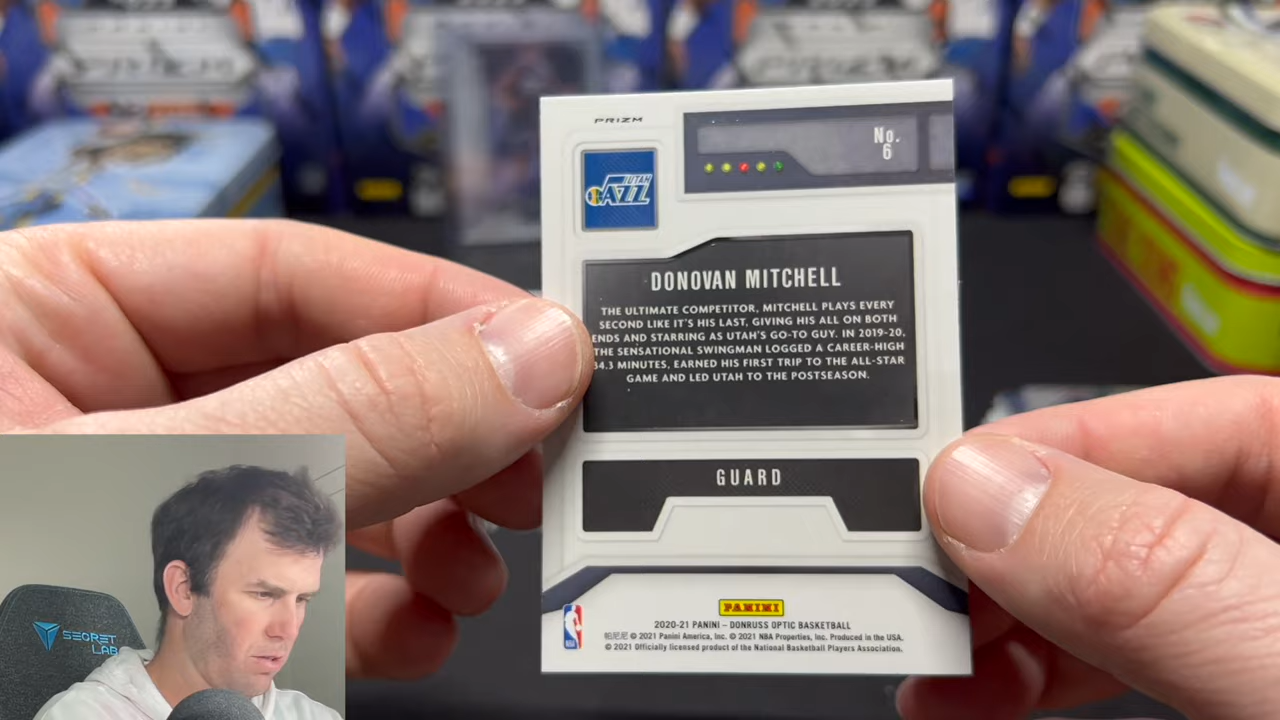 PRIZM
No.
6
UTAH
JAZZ
DONOVAN MITCHELL
THE ULTIMATE COMPETITOR, MITCHELL PLAYS EVERY
SECOND LIKE IT'S HIS LAST, GIVING HIS ALL ON BOTH
ENDS AND STARRING AS UTAH'S GO-TO GUY. IN 2019-20,
THE SENSATIONAL SWINGMAN LOGGED A CAREER-HIGH
34.3 MINUTES, EARNED HIS FIRST TRIP TO THE ALL-STAR
GAME AND LED UTAH TO THE POSTSEASON.
GUARD
PANINI
2020-21 PANINI – DONRUSS OPTIC BASKETBALL
帕尼尼 © 2021 Panini America, Inc. © 2021 NBA Properties, Inc. Produced in the USA.
© 2021 Officially licensed product of the National Basketball Players Association.
SECRET
LAB